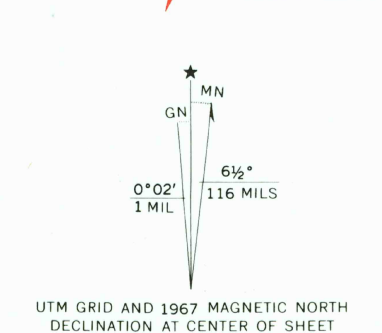 ★
MN
GN
6½°
116 MILS
0°02'
1 MIL
UTM GRID AND 1967 MAGNETIC NORTH
DECLINATION AT CENTER OF SHEET